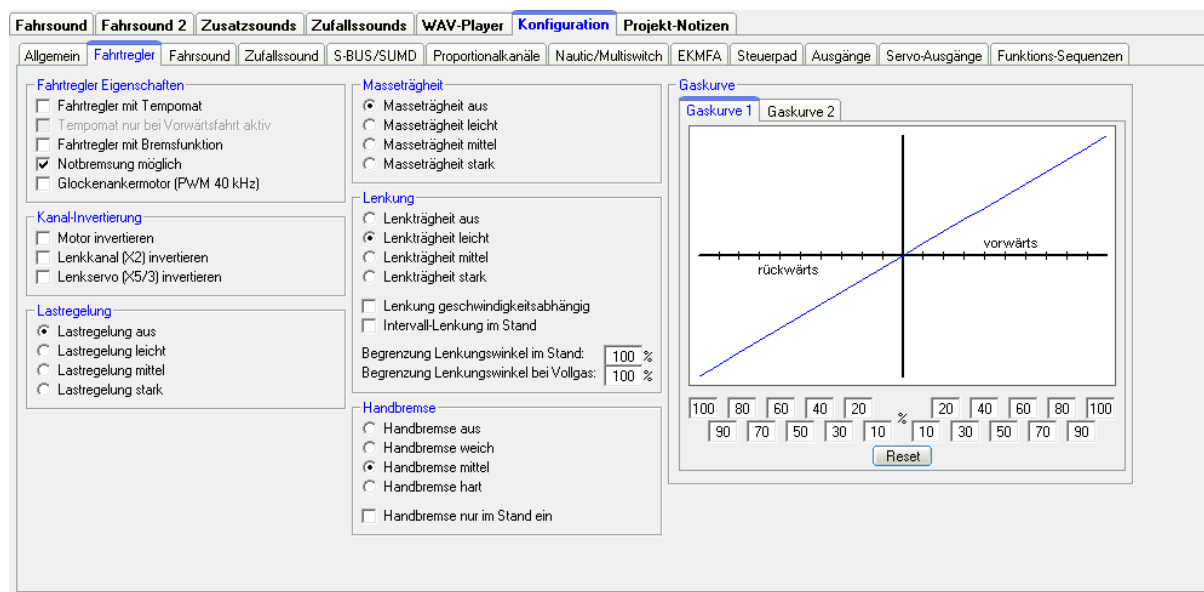 Fahrsound Fahrsound 2 Zusatzsounds Zufallssounds WAV-Player Konfiguration Projekt-Notizen
Allgemein Fahrtregler Fahrsound Zufallsound S-BUS/SUMD Proportionalkanäle Nautic/Multiswitch EKMFA Steuerpad Ausgänge Servo-Ausgänge Funktions-Sequenzen
Fahrtregler Eigenschaften
Fahrtregler mit Tempomat
Tempomat nur bei Vorwärtsfahrt aktiv
Fahrtregler mit Bremsfunktion
Notbremsung möglich
Glockenankermotor (PWM 40 kHz)
Kanal-Invertierung
Motor invertieren
Lenkkanal (X2) invertieren
Lenkservo (X5/3) invertieren
Lastregelung
Lastregelung aus
Lastregelung leicht
Lastregelung mittel
Lastregelung stark
Masseträgheit
Masseträgheit aus
Masseträgheit leicht
Masseträgheit mittel
Masseträgheit stark
Lenkung
Lenkträgheit aus
Lenkträgheit leicht
Lenkträgheit mittel
Lenkträgheit stark
Lenkung geschwindigkeitsabhängig
Intervall-Lenkung im Stand
Begrenzung Lenkungswinkel im Stand: 100 %
Begrenzung Lenkungswinkel bei Vollgas: 100 %
Handbremse
Handbremse aus
Handbremse weich
Handbremse mittel
Handbremse hart
Handbremse nur im Stand ein
Gaskurve
Gaskurve 1 Gaskurve 2
vorwärts
rückwärts
100 80 60 40 20 % 20 40 60 80 100
90 70 50 30 10 10 30 50 70 90
Reset